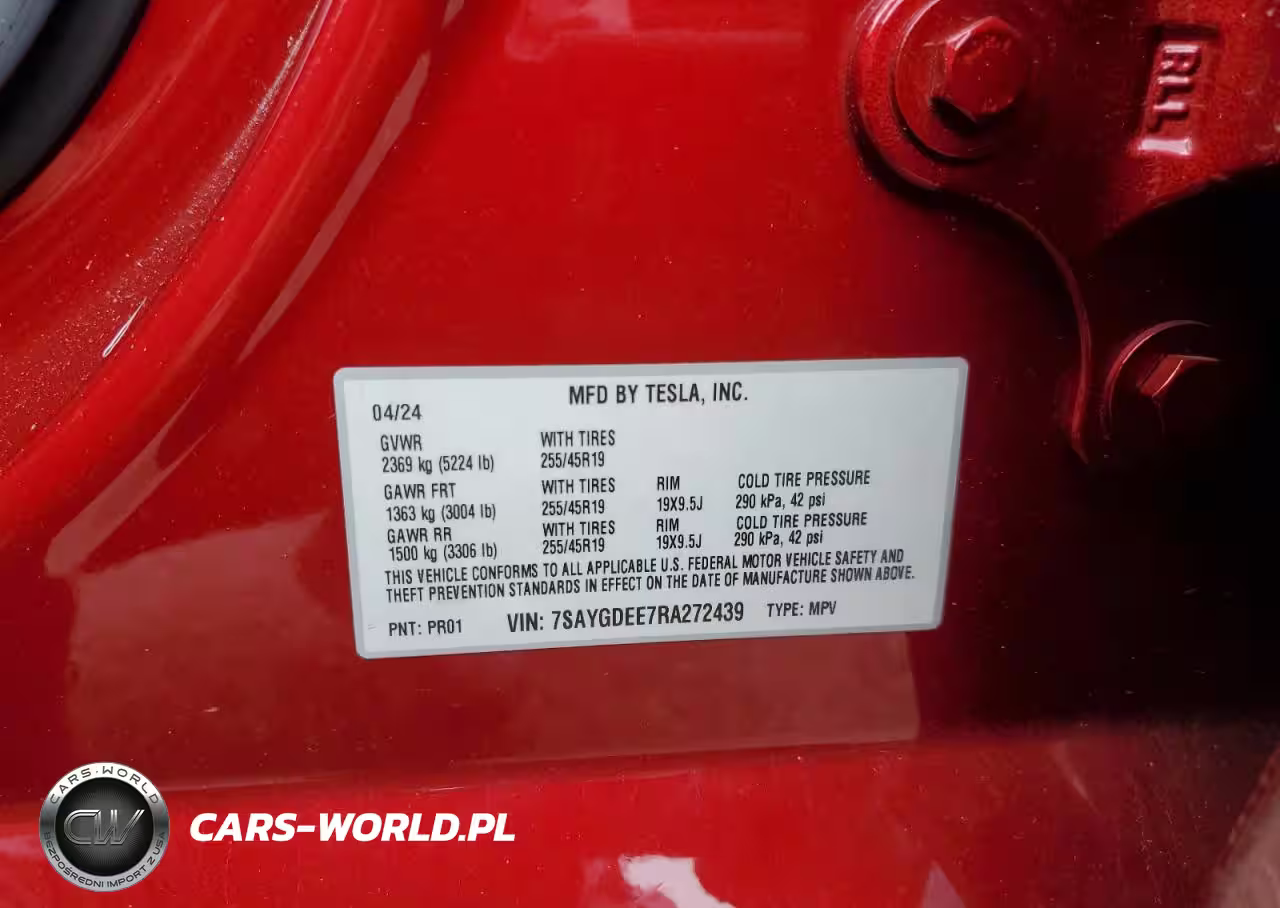 RLL
MFD BY TESLA, INC.
04/24
GVWR WITH TIRES
2369 kg (5224 lb) 255/45R19
GAWR FRT WITH TIRES RIM COLD TIRE PRESSURE
1363 kg (3004 lb) 255/45R19 19X9.5J 290 kPa, 42 psi
GAWR RR WITH TIRES RIM COLD TIRE PRESSURE
1500 kg (3306 lb) 255/45R19 19X9.5J 290 kPa, 42 psi
THIS VEHICLE CONFORMS TO ALL APPLICABLE U.S. FEDERAL MOTOR VEHICLE SAFETY AND
THEFT PREVENTION STANDARDS IN EFFECT ON THE DATE OF MANUFACTURE SHOWN ABOVE.
PNT: PR01 VIN: 7SAYGDEE7RA272439 TYPE: MPV
CARS-WORLD
CW
BEZPOŚREDNI IMPORT Z USA
CARS-WORLD.PL